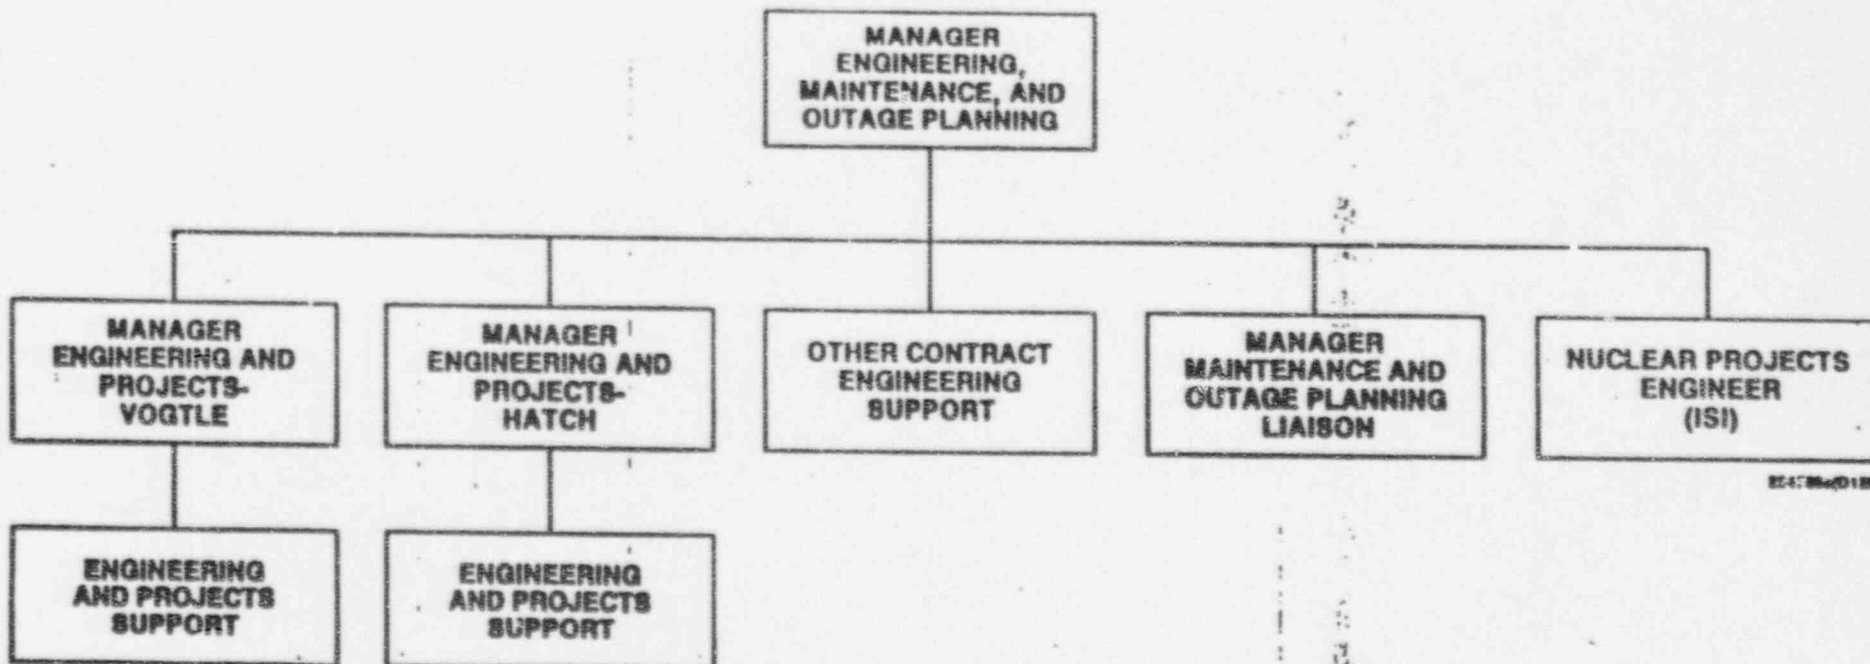 MANAGER
ENGINEERING,
MAINTENANCE, AND
OUTAGE PLANNING
MANAGER
ENGINEERING AND
PROJECTS-
VOGTLE
MANAGER
ENGINEERING AND
PROJECTS-
HATCH
OTHER CONTRACT
ENGINEERING
SUPPORT
MANAGER
MAINTENANCE AND
OUTAGE PLANNING
LIAISON
NUCLEAR PROJECTS
ENGINEER
(ISI)
ENGINEERING
AND PROJECTS
SUPPORT
ENGINEERING
AND PROJECTS
SUPPORT